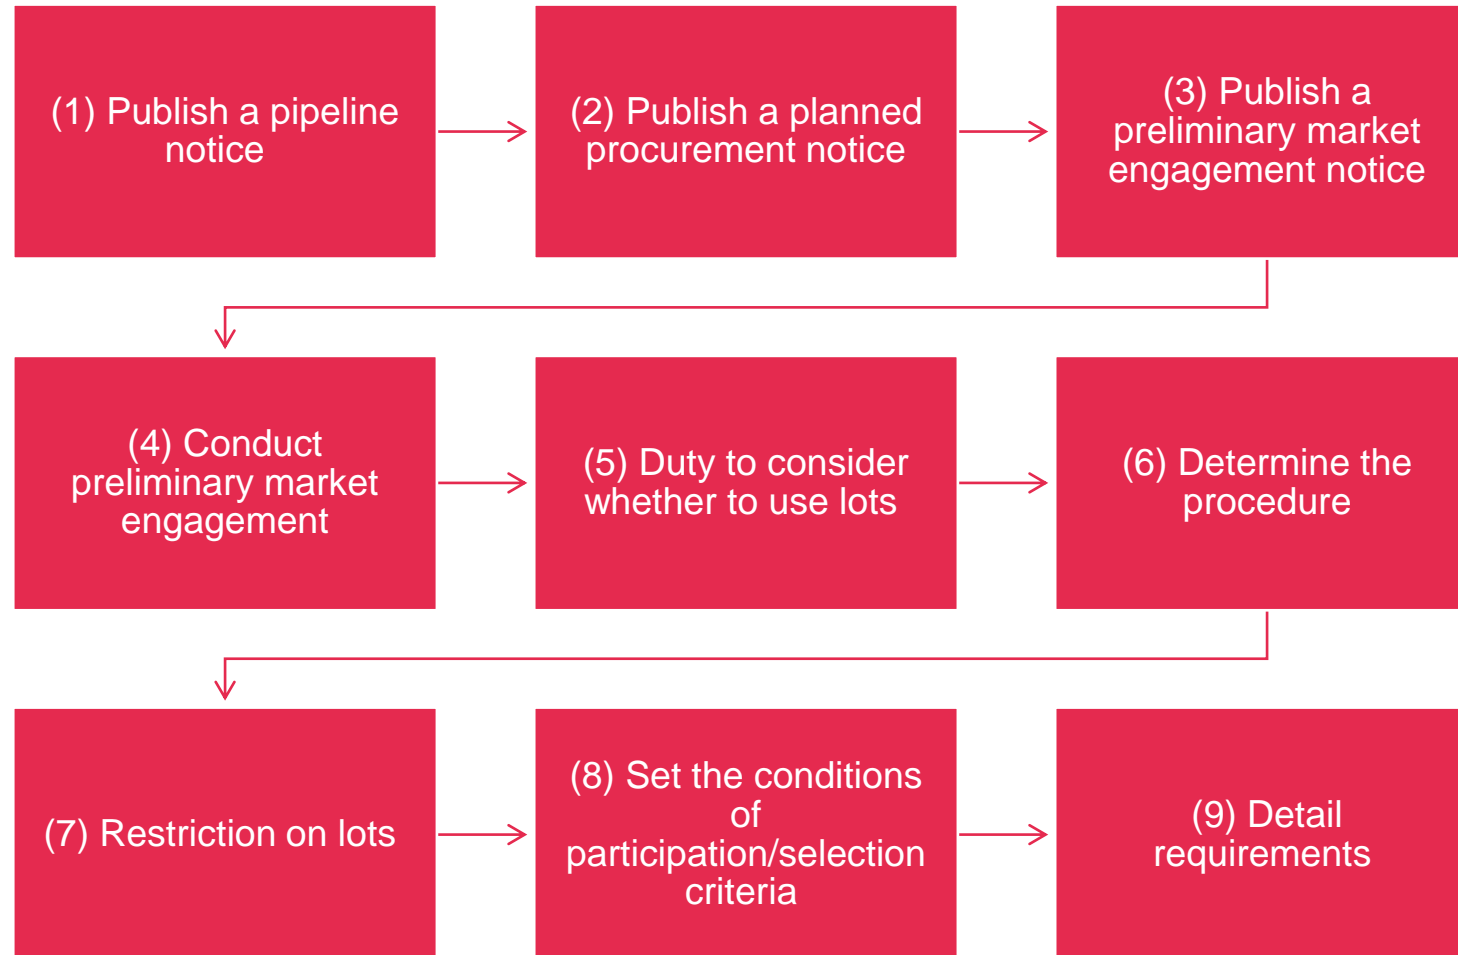 (1) Publish a pipeline
notice
(2) Publish a planned
procurement notice
(3) Publish a
preliminary market
engagement notice
(4) Conduct
preliminary market
engagement
(5) Duty to consider
whether to use lots
(6) Determine the
procedure
(7) Restriction on lots
(8) Set the conditions
of
participation/selection
criteria
(9) Detail
requirements